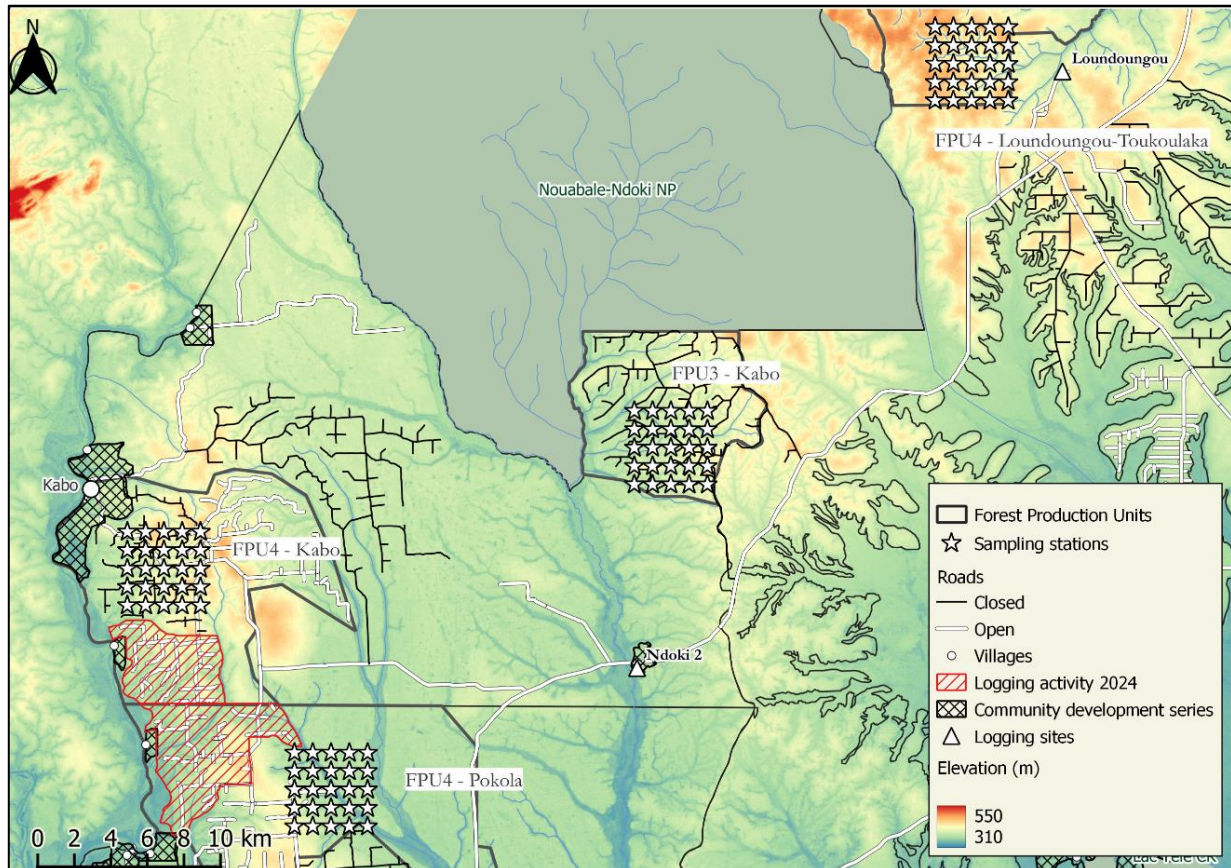 N
Loundoungou
FPU4 - Loundoungou-Toukoulaka
Nouabale-Ndoki NP
FPU3 - Kabo
Kabo
FPU4 - Kabo
Ndoki 2
FPU4 - Pokola
Forest Production Units
Sampling stations
Roads
Closed
Open
Villages
Logging activity 2024
Community development series
Logging sites
Elevation (m)
550
310
0 2 4 6 8 10 km